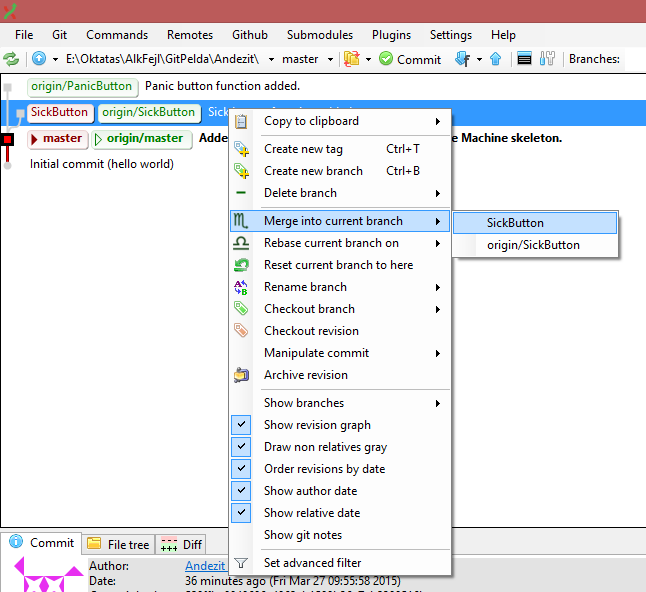 File Git Commands Remotes Github Submodules Plugins Settings Help
E:\Oktatas\AlkFejl\GitPelda\Andezit\ master Commit Branches:
origin/PanicButton Panic button function added.
SickButton origin/SickButton
master origin/master Machine skeleton.
Initial commit (hello world)
Copy to clipboard
Create new tag Ctrl+T
Create new branch Ctrl+B
Delete branch
Merge into current branch
SickButton
Rebase current branch on
origin/SickButton
Reset current branch to here
Rename branch
Checkout branch
Checkout revision
Manipulate commit
Archive revision
Show branches
Show revision graph
Draw non relatives gray
Order revisions by date
Show author date
Show relative date
Show git notes
Set advanced filter
Commit File tree Diff
Author: Andezit
Date: 36 minutes ago (Fri Mar 27 09:55:58 2015)